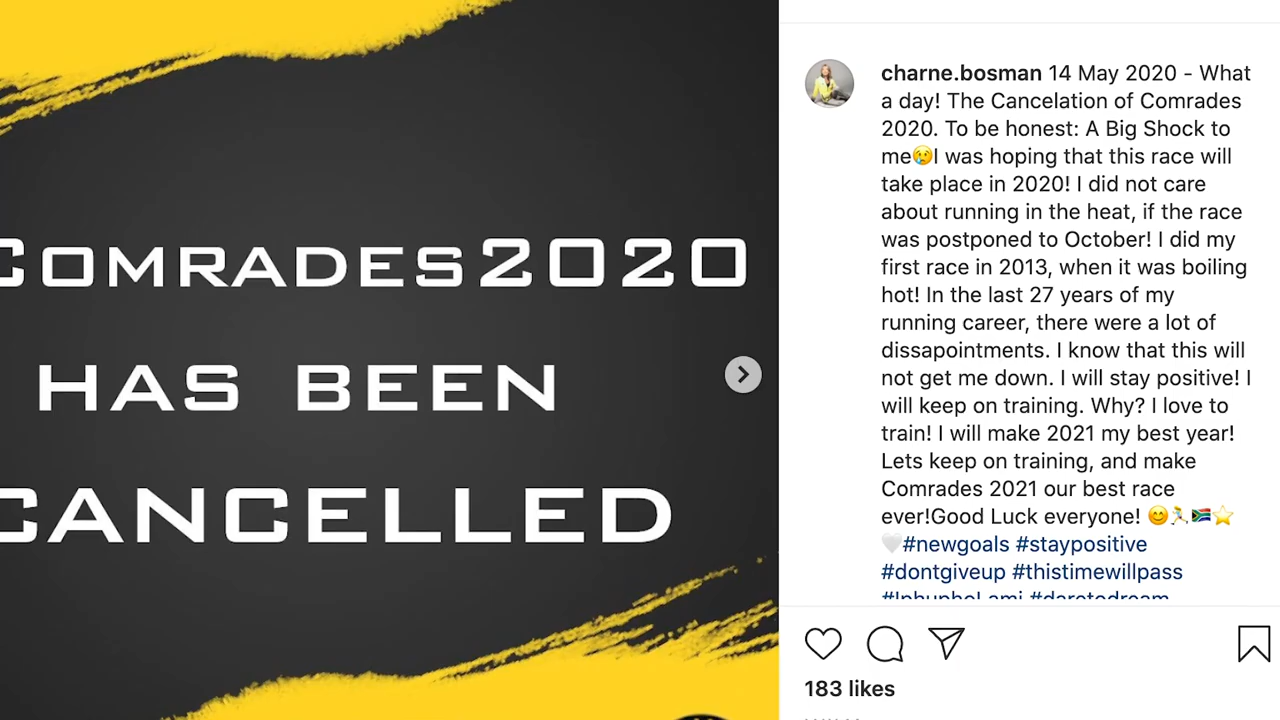 Comrades2020
HAS BEEN
CANCELLED
charne.bosman 14 May 2020 - What
a day! The Cancelation of Comrades
2020. To be honest: A Big Shock to
me😢I was hoping that this race will
take place in 2020! I did not care
about running in the heat, if the race
was postponed to October! I did my
first race in 2013, when it was boiling
hot! In the last 27 years of my
running career, there were a lot of
dissapointments. I know that this will
not get me down. I will stay positive! I
will keep on training. Why? I love to
train! I will make 2021 my best year!
Lets keep on training, and make
Comrades 2021 our best race
ever!Good Luck everyone! 😊🏃🇿🇦⭐
🤍#newgoals #staypositive
#dontgiveup #thistimewillpass
#IphuphoLami #daretodream
183 likes